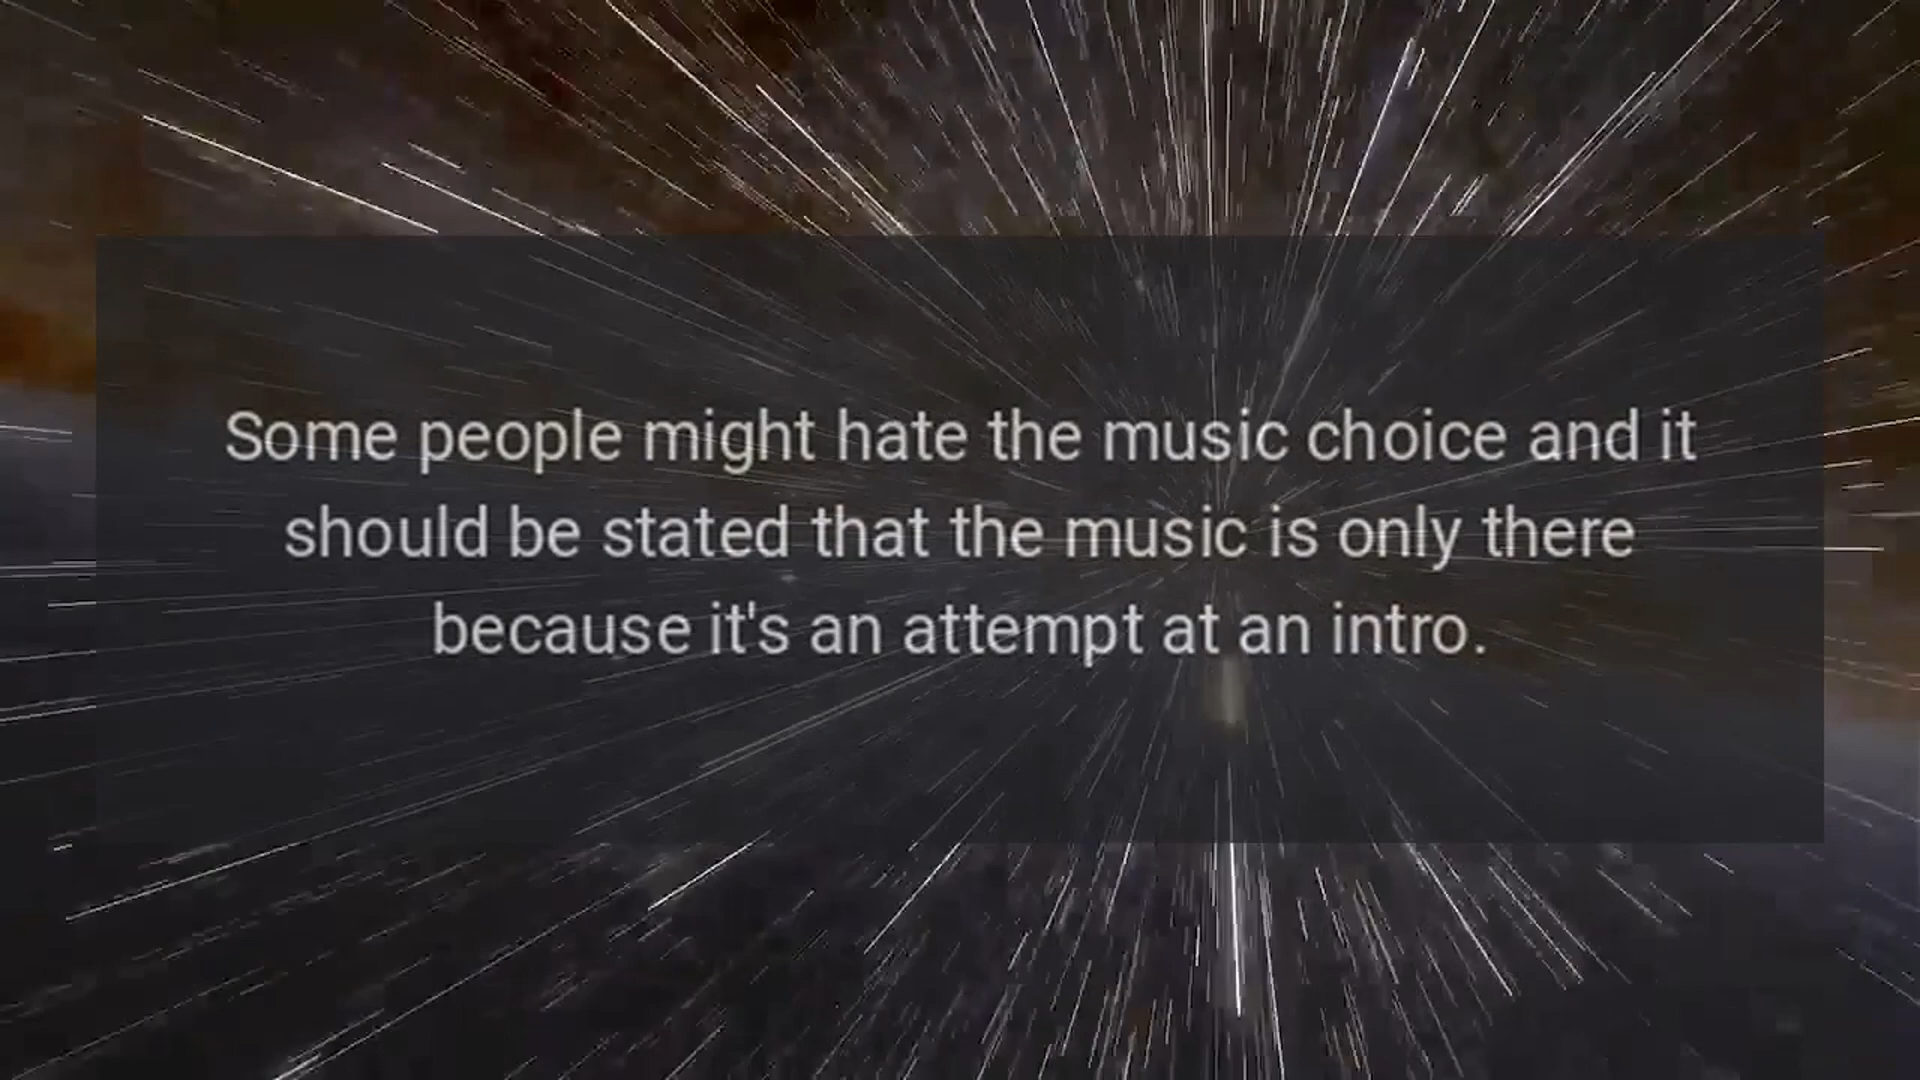 Some people might hate the music choice and it
should be stated that the music is only there
because it's an attempt at an intro.